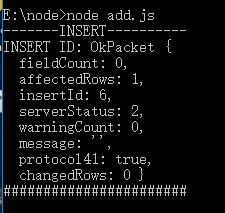 E:\node>node add.js
-------INSERT----------
INSERT ID: OkPacket {
  fieldCount: 0,
  affectedRows: 1,
  insertId: 6,
  serverStatus: 2,
  warningCount: 0,
  message: '',
  protocol41: true,
  changedRows: 0 }
#######################